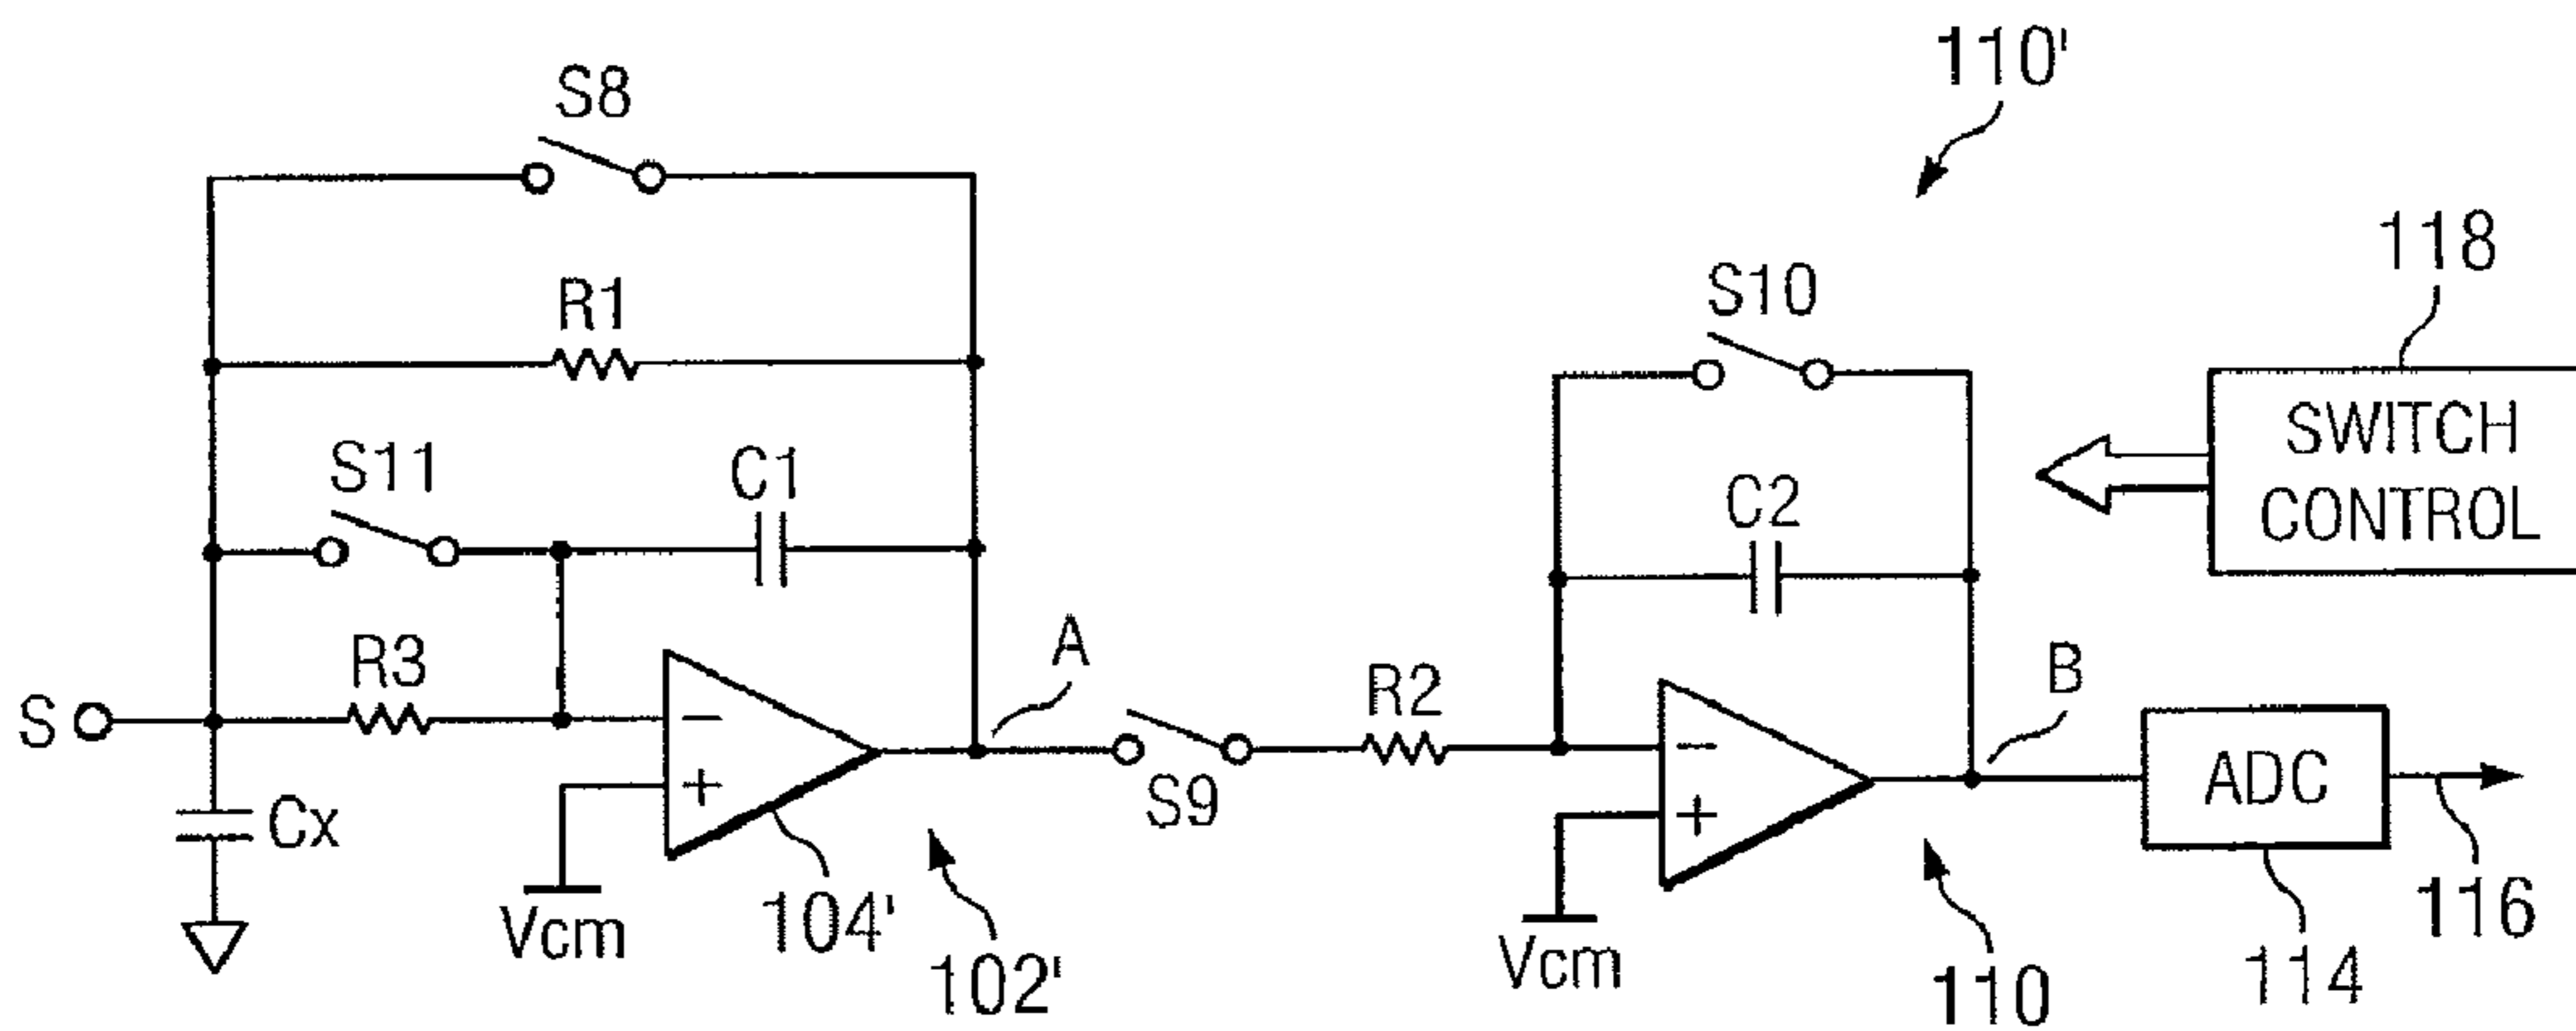 110'
S8
118
S10
R1
SWITCH
CONTROL
S11
C1
C2
A
R3
B
R2
S
ADC
S9
Cx
Vcm
104'
116
Vcm
102'
110
114